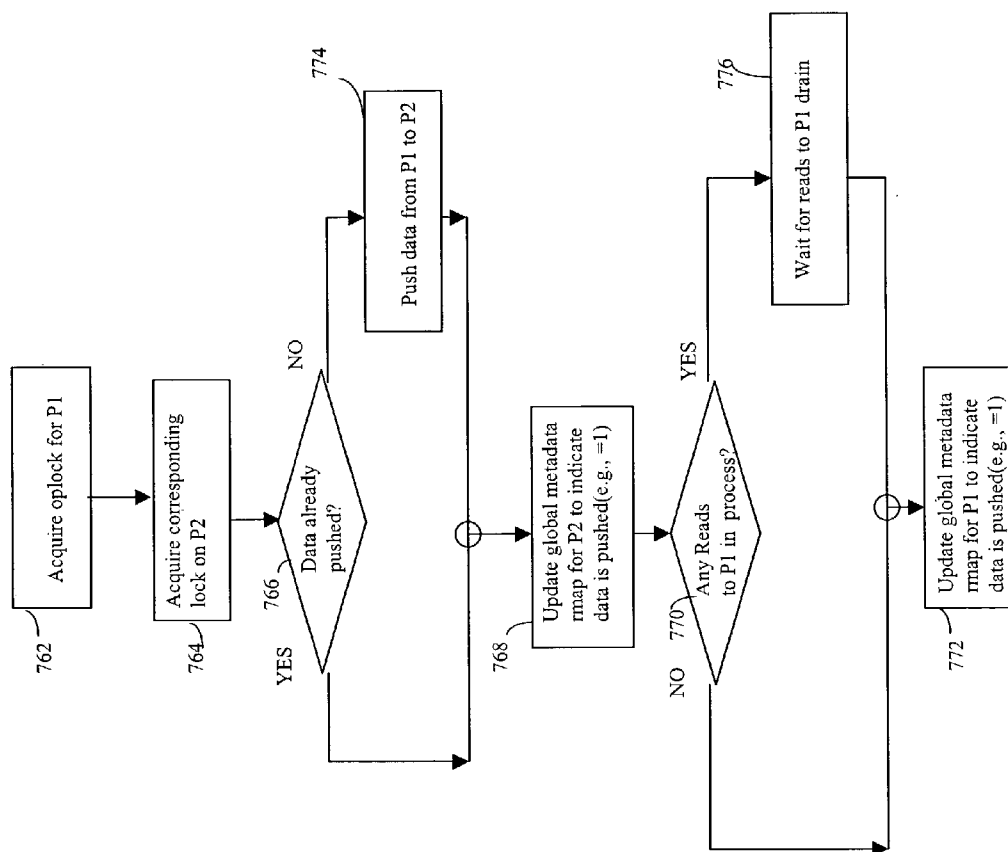 762
Acquire oplock for P1
764
Acquire corresponding
lock on P2
766
Data already
pushed?
YES
NO
774
Push data from P1 to P2
768
Update global metadata
rmap for P2 to indicate
data is pushed(e.g., =1)
770
Any Reads
to P1 in process?
NO
YES
776
Wait for reads to P1 drain
772
Update global metadata
rmap for P1 to indicate
data is pushed(e.g., =1)